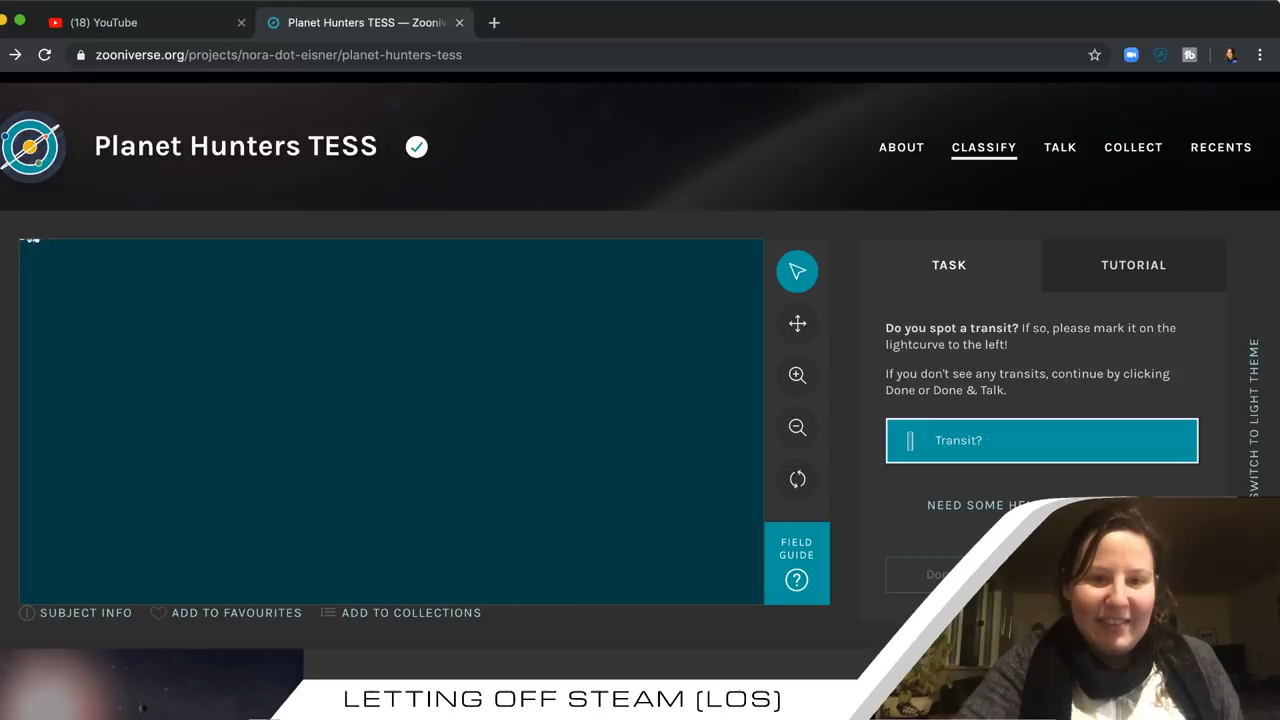 (18) YouTube
Planet Hunters TESS — Zooniv
zooniverse.org/projects/nora-dot-eisner/planet-hunters-tess
Planet Hunters TESS
ABOUT
CLASSIFY
TALK
COLLECT
RECENTS
TASK
TUTORIAL
Do you spot a transit? If so, please mark it on the
lightcurve to the left!
If you don't see any transits, continue by clicking
Done or Done & Talk.
Transit?
NEED SOME
FIELD
GUIDE
SUBJECT INFO
ADD TO FAVOURITES
ADD TO COLLECTIONS
SWITCH TO LIGHT THEME
LETTING OFF STEAM (LOS)